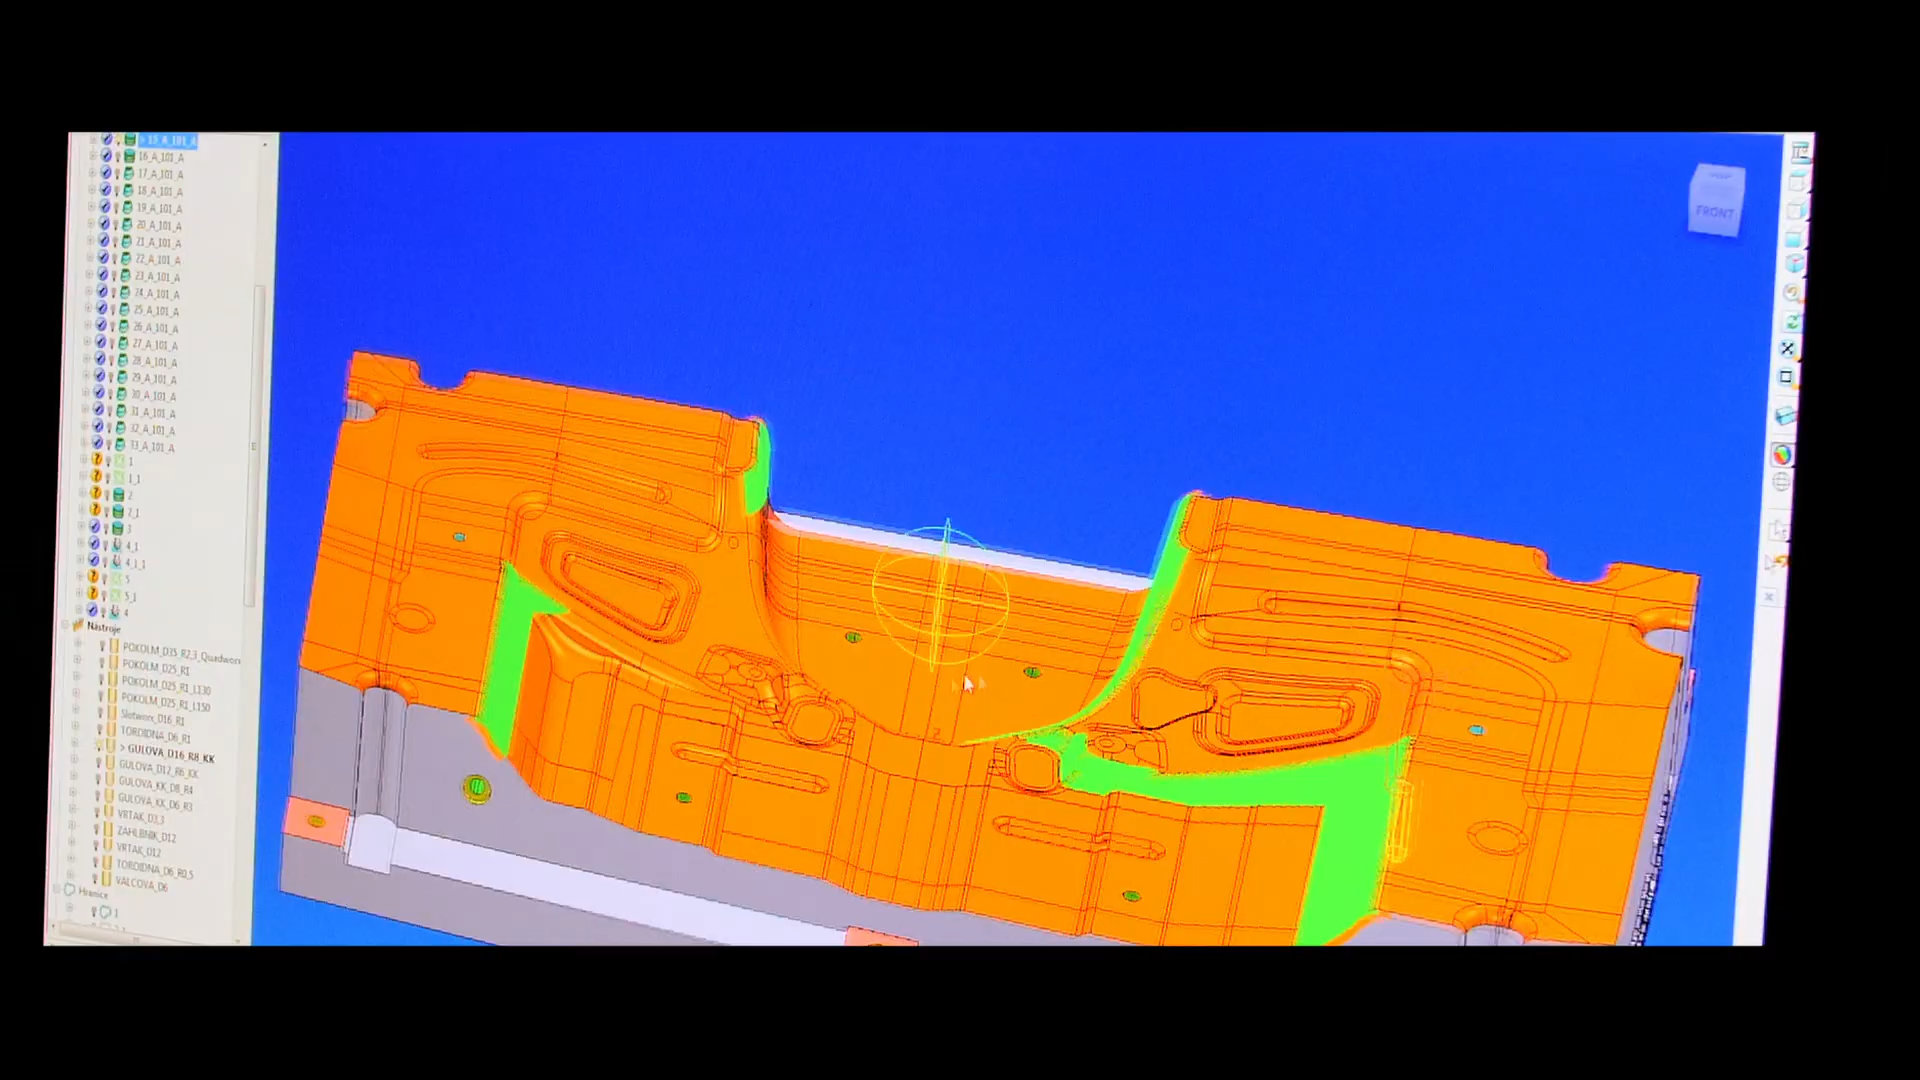 15_A_101_A
16_A_101_A
17_A_101_A
18_A_101_A
19_A_101_A
20_A_101_A
21_A_101_A
22_A_101_A
23_A_101_A
24_A_101_A
25_A_101_A
26_A_101_A
27_A_101_A
28_A_101_A
29_A_101_A
30_A_101_A
31_A_101_A
32_A_101_A
33_A_101_A
1
1_1
2
2_1
3
4_1
4_1_1
5
5_1
4
Nástroje
POKOLM_D35_R2,3_Quadworx
POKOLM_D25_R1
POKOLM_D25_R1_L130
POKOLM_D25_R1_L150
Slotworx_D16_R1
TOROIDNA_D6_R1
> GULOVA_D16_R8_KK
GULOVA_D12_R6_KK
GULOVA_KK_D8_R4
GULOVA_KK_D6_R3
VRTAK_D3,3
ZAHLBNIK_D12
VRTAK_D12
TOROIDNA_D6_R0,5
VALCOVA_D6
Hranice
1
FRONT